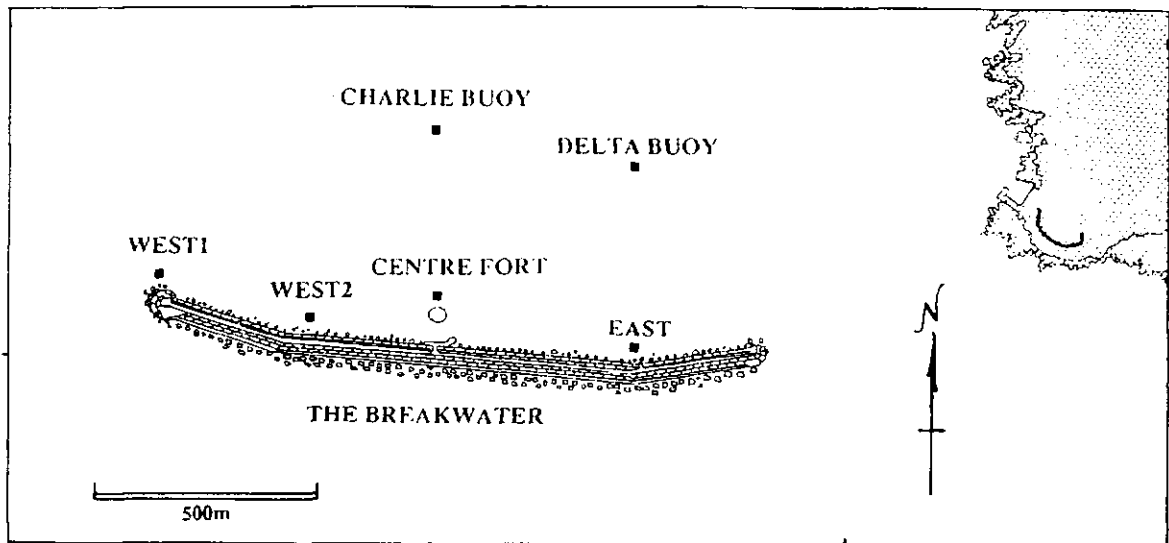 CHARLIE BUOY
DELTA BUOY
WEST1
CENTRE FORT
WEST2
EAST
N
THE BREAKWATER
500m